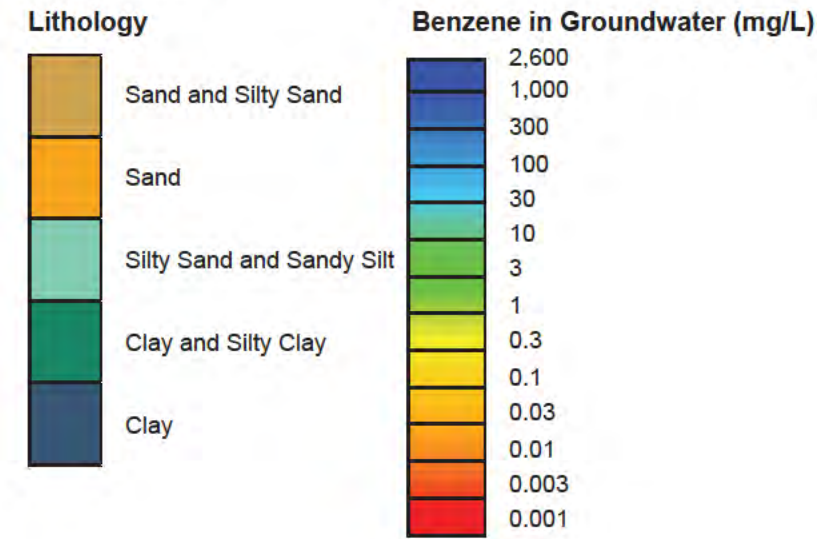 Lithology
Sand and Silty Sand
Sand
Silty Sand and Sandy Silt
Clay and Silty Clay
Clay
Benzene in Groundwater (mg/L)
2,600
1,000
300
100
30
10
3
1
0.3
0.1
0.03
0.01
0.003
0.001